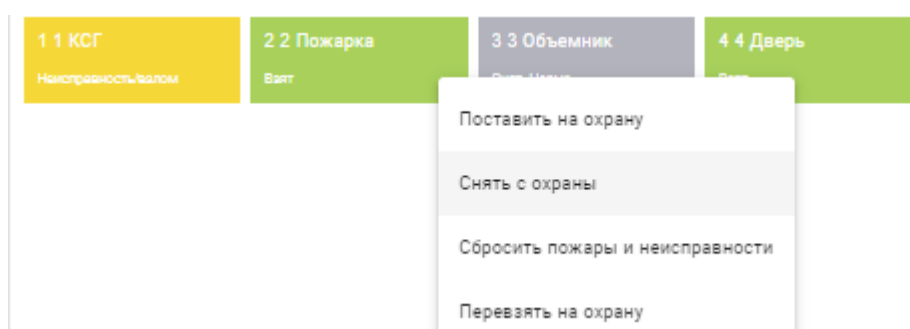 1 1 КСГ
Неисправность/взлом
2 2 Пожарка
Взят
3 3 Объемник
4 4 Дверь
Поставить на охрану
Снять с охраны
Сбросить пожары и неисправности
Перевзять на охрану